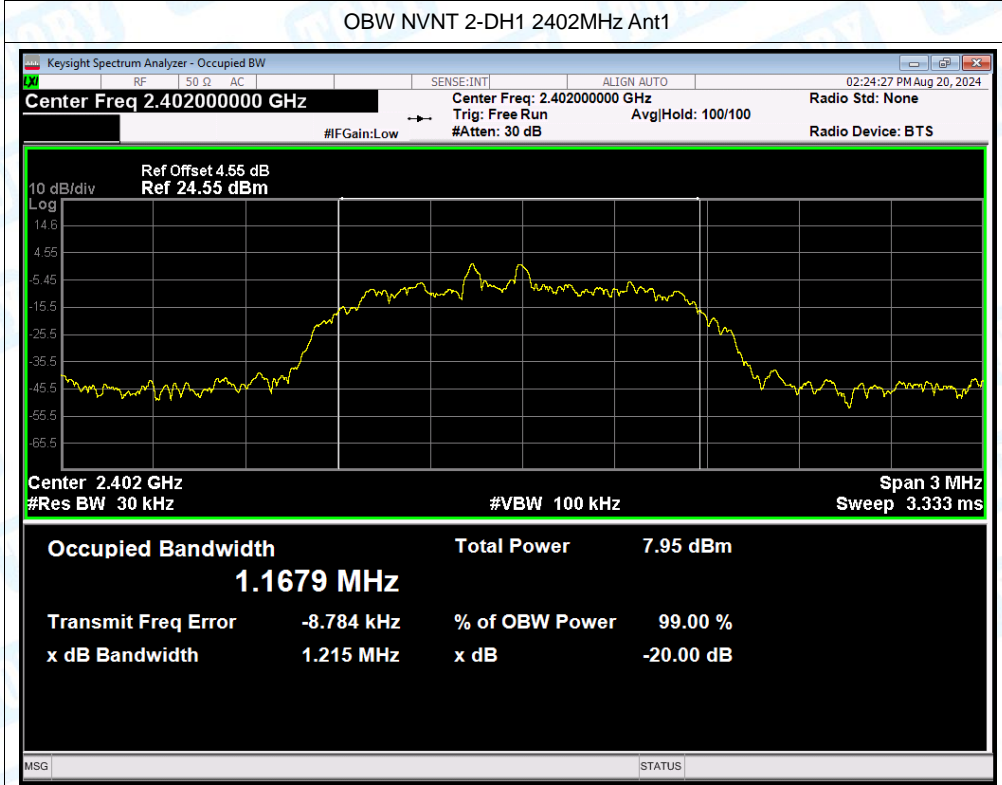 OBW NVNT 2-DH1 2402MHz Ant1
Keysight Spectrum Analyzer - Occupied BW
LXI RF 50 Ω AC SENSE:INT ALIGN AUTO 02:24:27 PM Aug 20, 2024
Center Freq 2.402000000 GHz Center Freq: 2.402000000 GHz Radio Std: None
Trig: Free Run Avg|Hold: 100/100
#IFGain:Low #Atten: 30 dB Radio Device: BTS
Ref Offset 4.55 dB
10 dB/div Ref 24.55 dBm
Log
14.6
4.55
-5.45
-15.5
-25.5
-35.5
-45.5
-55.5
-65.5
Center 2.402 GHz Span 3 MHz
#Res BW 30 kHz #VBW 100 kHz Sweep 3.333 ms
Occupied Bandwidth Total Power 7.95 dBm
1.1679 MHz
Transmit Freq Error -8.784 kHz % of OBW Power 99.00 %
x dB Bandwidth 1.215 MHz x dB -20.00 dB
MSG STATUS